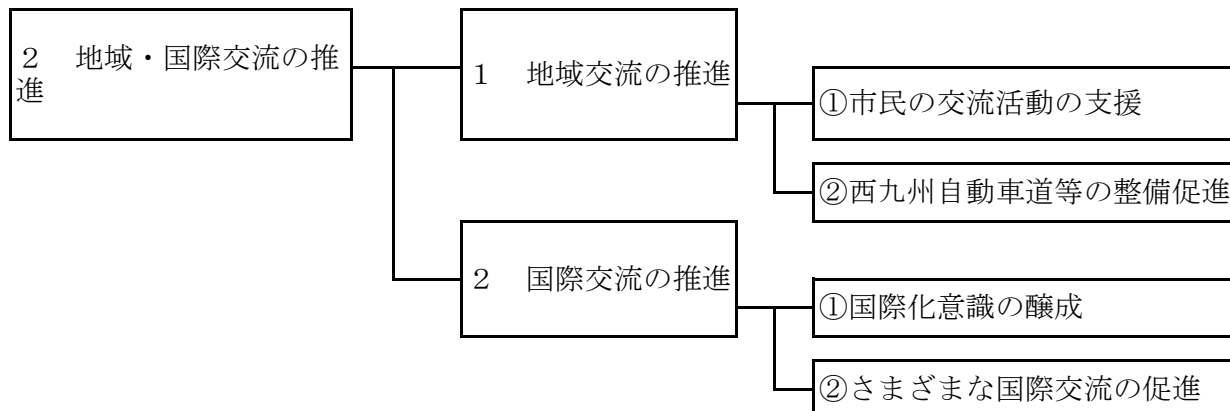 ２　地域・国際交流の推
進
１　地域交流の推進
①市民の交流活動の支援
②西九州自動車道等の整備促進
２　国際交流の推進
①国際化意識の醸成
②さまざまな国際交流の促進